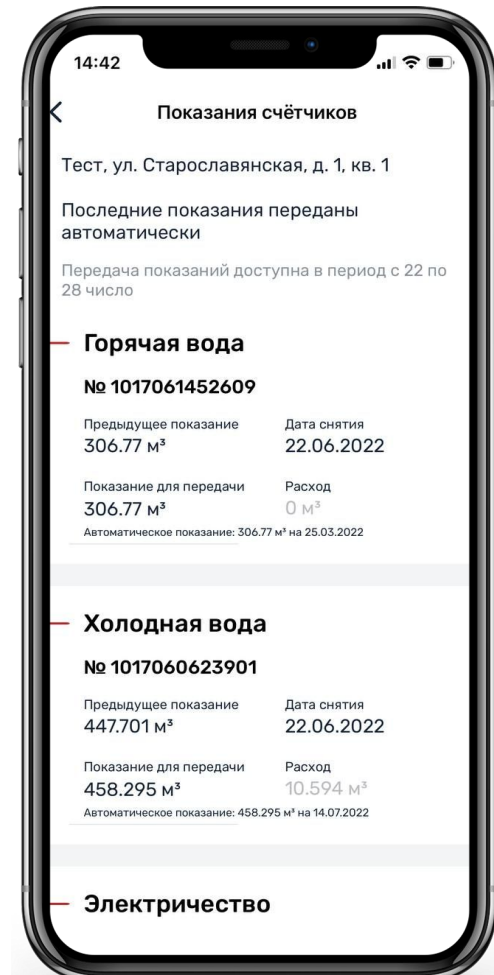 14:42
Показания счётчиков
Тест, ул. Старославянская, д. 1, кв. 1
Последние показания переданы
автоматически
Передача показаний доступна в период с 22 по
28 число
Горячая вода
№ 1017061452609
Предыдущее показание Дата снятия
306.77 м³ 22.06.2022
Показание для передачи Расход
306.77 м³ 0 м³
Автоматическое показание: 306.77 м³ на 25.03.2022
Холодная вода
№ 1017060623901
Предыдущее показание Дата снятия
447.701 м³ 22.06.2022
Показание для передачи Расход
458.295 м³ 10.594 м³
Автоматическое показание: 458.295 м³ на 14.07.2022
Электричество